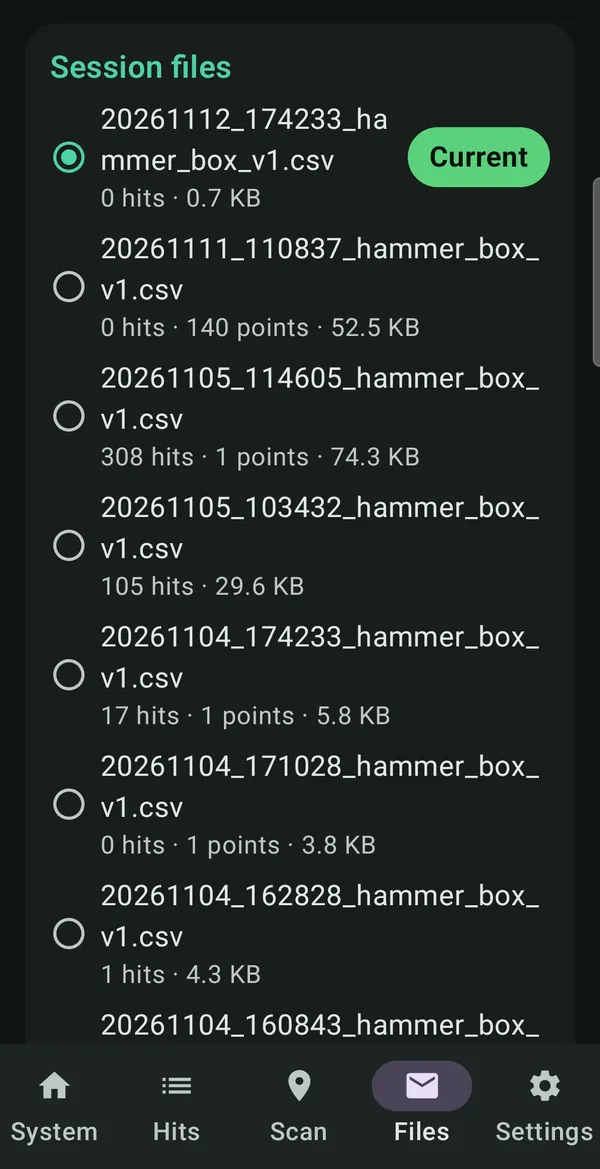 Session files
20261112_174233_ha
mmer_box_v1.csv
Current
0 hits · 0.7 KB
20261111_110837_hammer_box_
v1.csv
0 hits · 140 points · 52.5 KB
20261105_114605_hammer_box_
v1.csv
308 hits · 1 points · 74.3 KB
20261105_103432_hammer_box_
v1.csv
105 hits · 29.6 KB
20261104_174233_hammer_box_
v1.csv
17 hits · 1 points · 5.8 KB
20261104_171028_hammer_box_
v1.csv
0 hits · 1 points · 3.8 KB
20261104_162828_hammer_box_
v1.csv
1 hits · 4.3 KB
20261104_160843_hammer_box_
System
Hits
Scan
Files
Settings